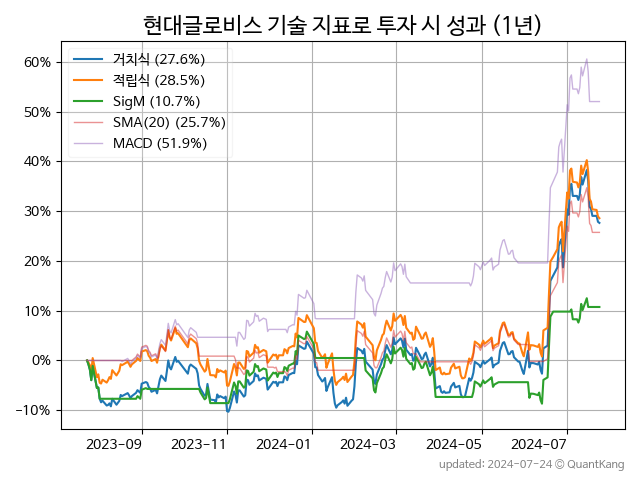 현대글로비스 기술 지표로 투자 시 성과 (1년)
거치식 (27.6%)
적립식 (28.5%)
SigM (10.7%)
SMA(20) (25.7%)
MACD (51.9%)
60%
50%
40%
30%
20%
10%
0%
−10%
2023-09 2023-11 2024-01 2024-03 2024-05 2024-07
updated: 2024-07-24 © QuantKang